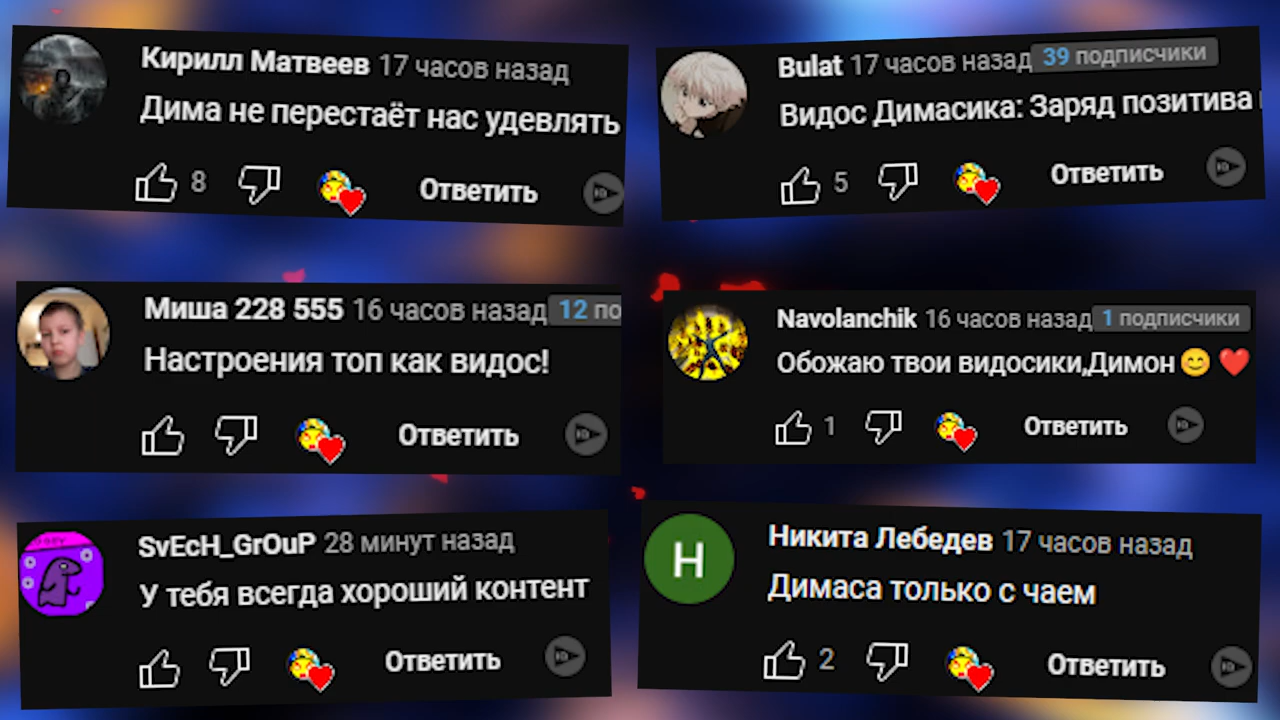 Кирилл Матвеев 17 часов назад
Дима не перестаёт нас удевлять
8 Ответить
Bulat 17 часов назад 39 подписчики
Видос Димасика: Заряд позитива
5 Ответить
Миша 228 555 16 часов назад 12 по
Настроения топ как видос!
Ответить
Navolanchik 16 часов назад 1 подписчики
Обожаю твои видосики,Димон 😊 ❤️
1 Ответить
SvEcH_GrOuP 28 минут назад
У тебя всегда хороший контент
Ответить
Н
Никита Лебедев 17 часов назад
Димаса только с чаем
2 Ответить